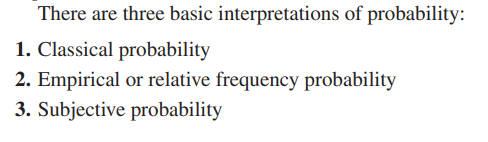 There are three basic interpretations of probability:
1. Classical probability
2. Empirical or relative frequency probability
3. Subjective probability